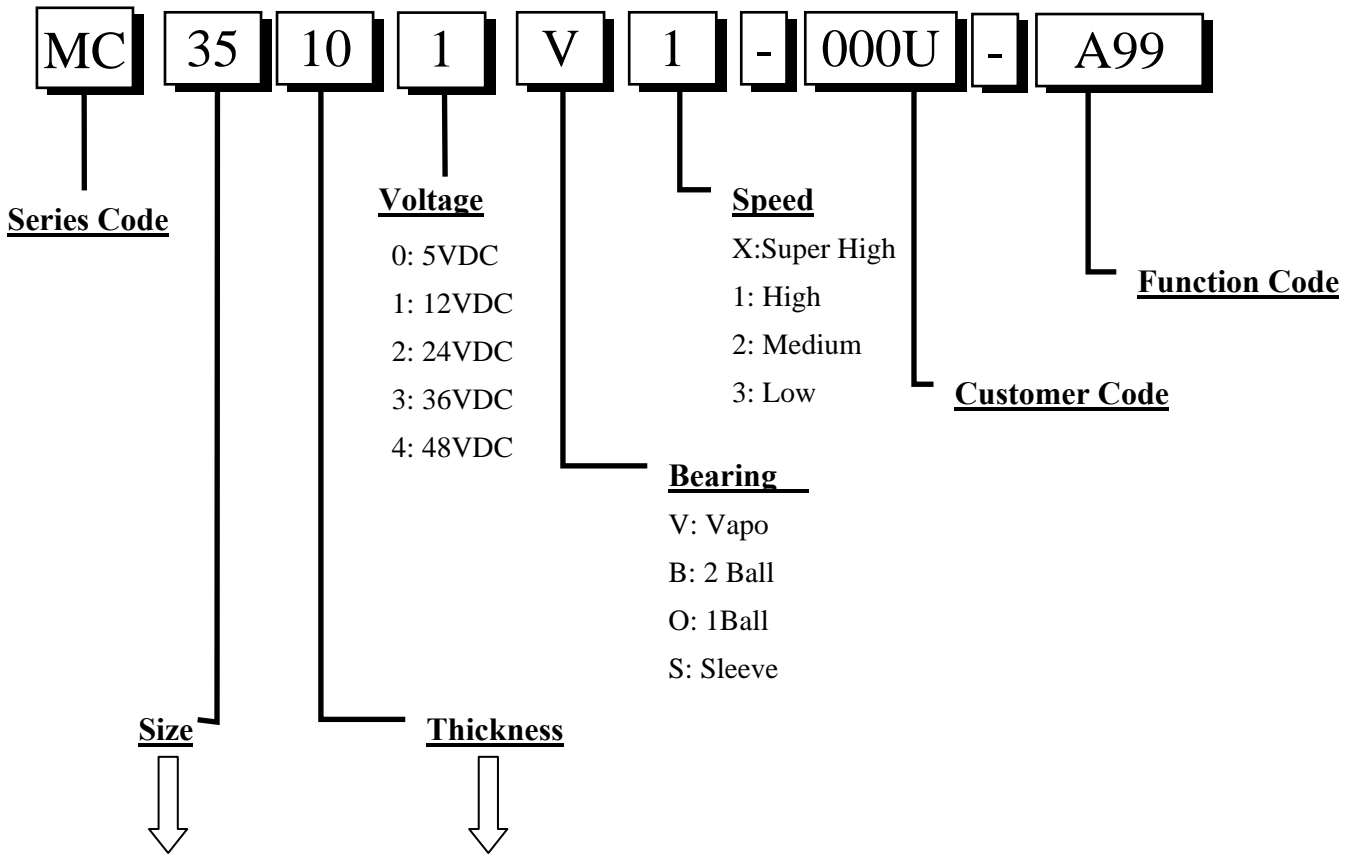 MC 35 10 1 V 1 - 000U - A99
Series Code
Voltage
0: 5VDC
1: 12VDC
2: 24VDC
3: 36VDC
4: 48VDC
Speed
X:Super High
1: High
2: Medium
3: Low
Function Code
Customer Code
Bearing
V: Vapo
B: 2 Ball
O: 1Ball
S: Sleeve
Size
Thickness